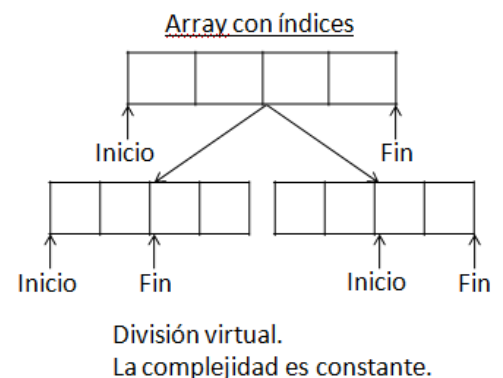 Array con índices
Inicio
Fin
Inicio
Fin
Inicio
Fin
División virtual.
La complejidad es constante.